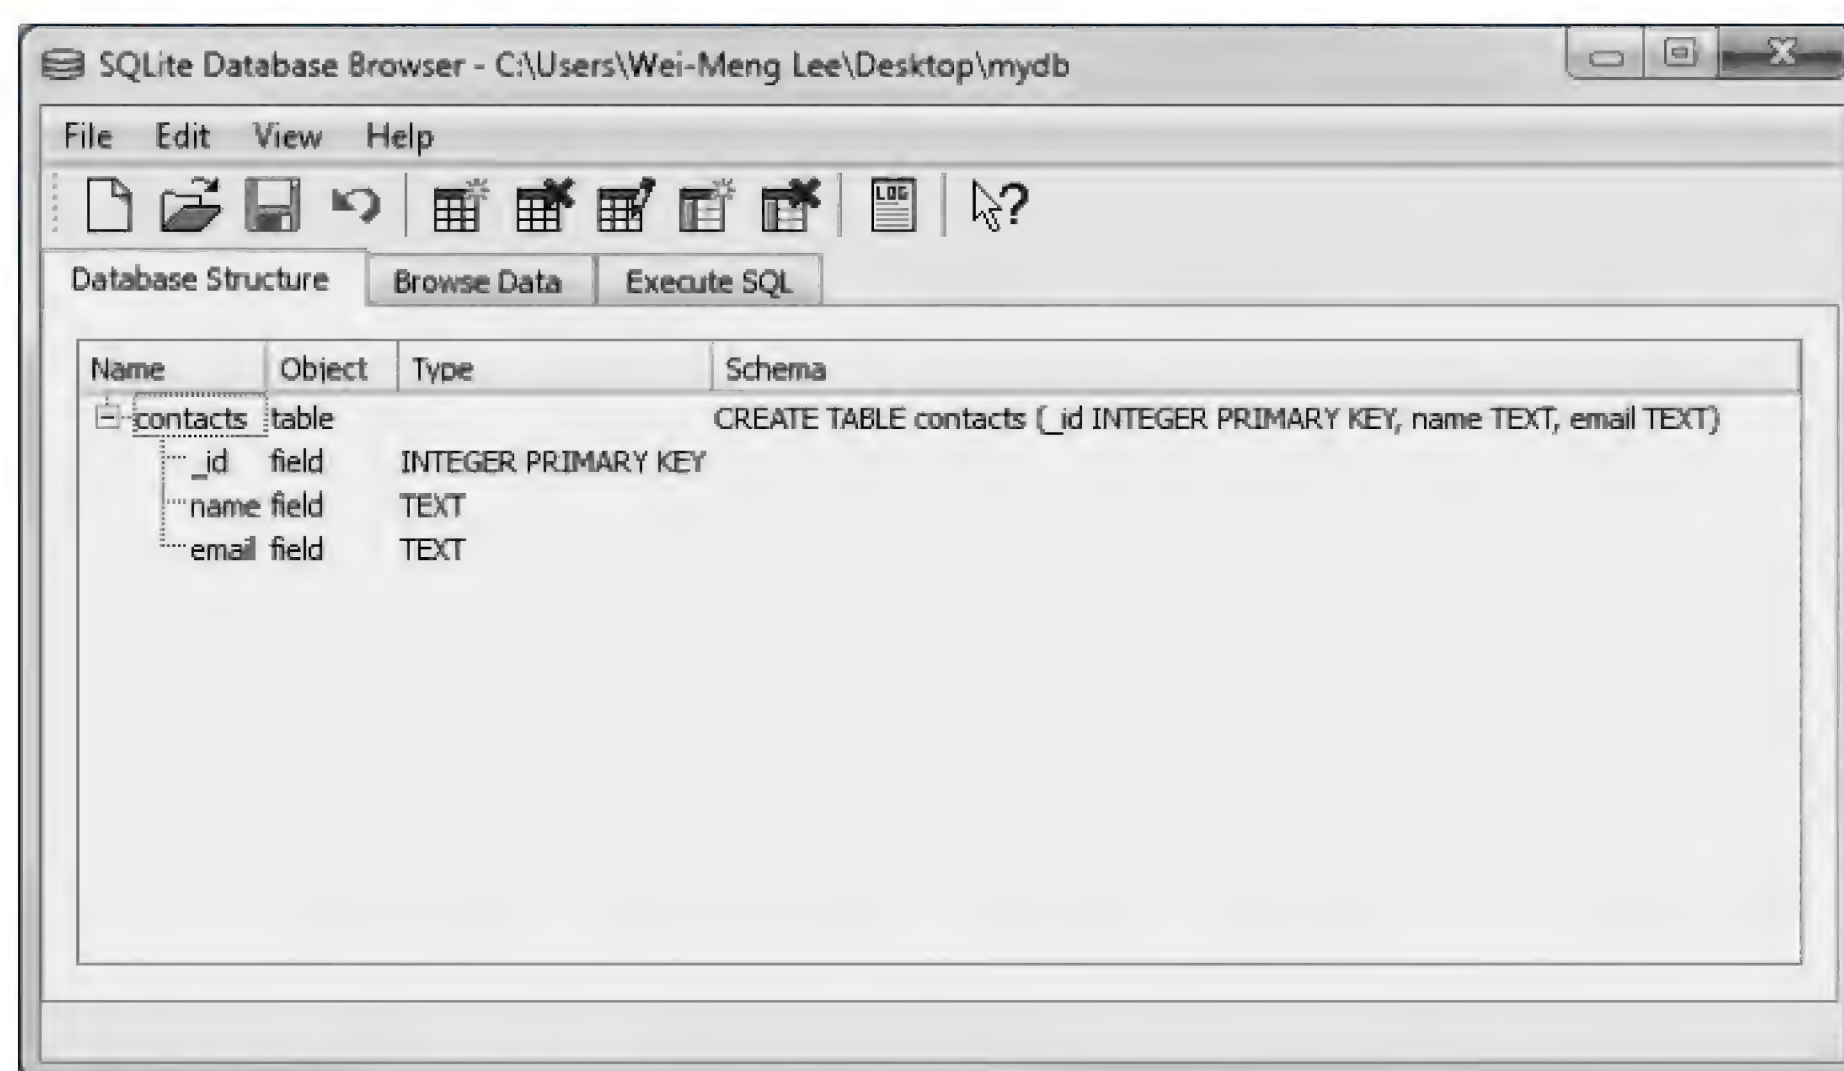 SQLite Database Browser - C:\Users\Wei-Meng Lee\Desktop\mydb
File Edit View Help
LOG
Database Structure Browse Data Execute SQL
Name Object Type Schema
contacts table CREATE TABLE contacts (_id INTEGER PRIMARY KEY, name TEXT, email TEXT)
_id field INTEGER PRIMARY KEY
name field TEXT
email field TEXT